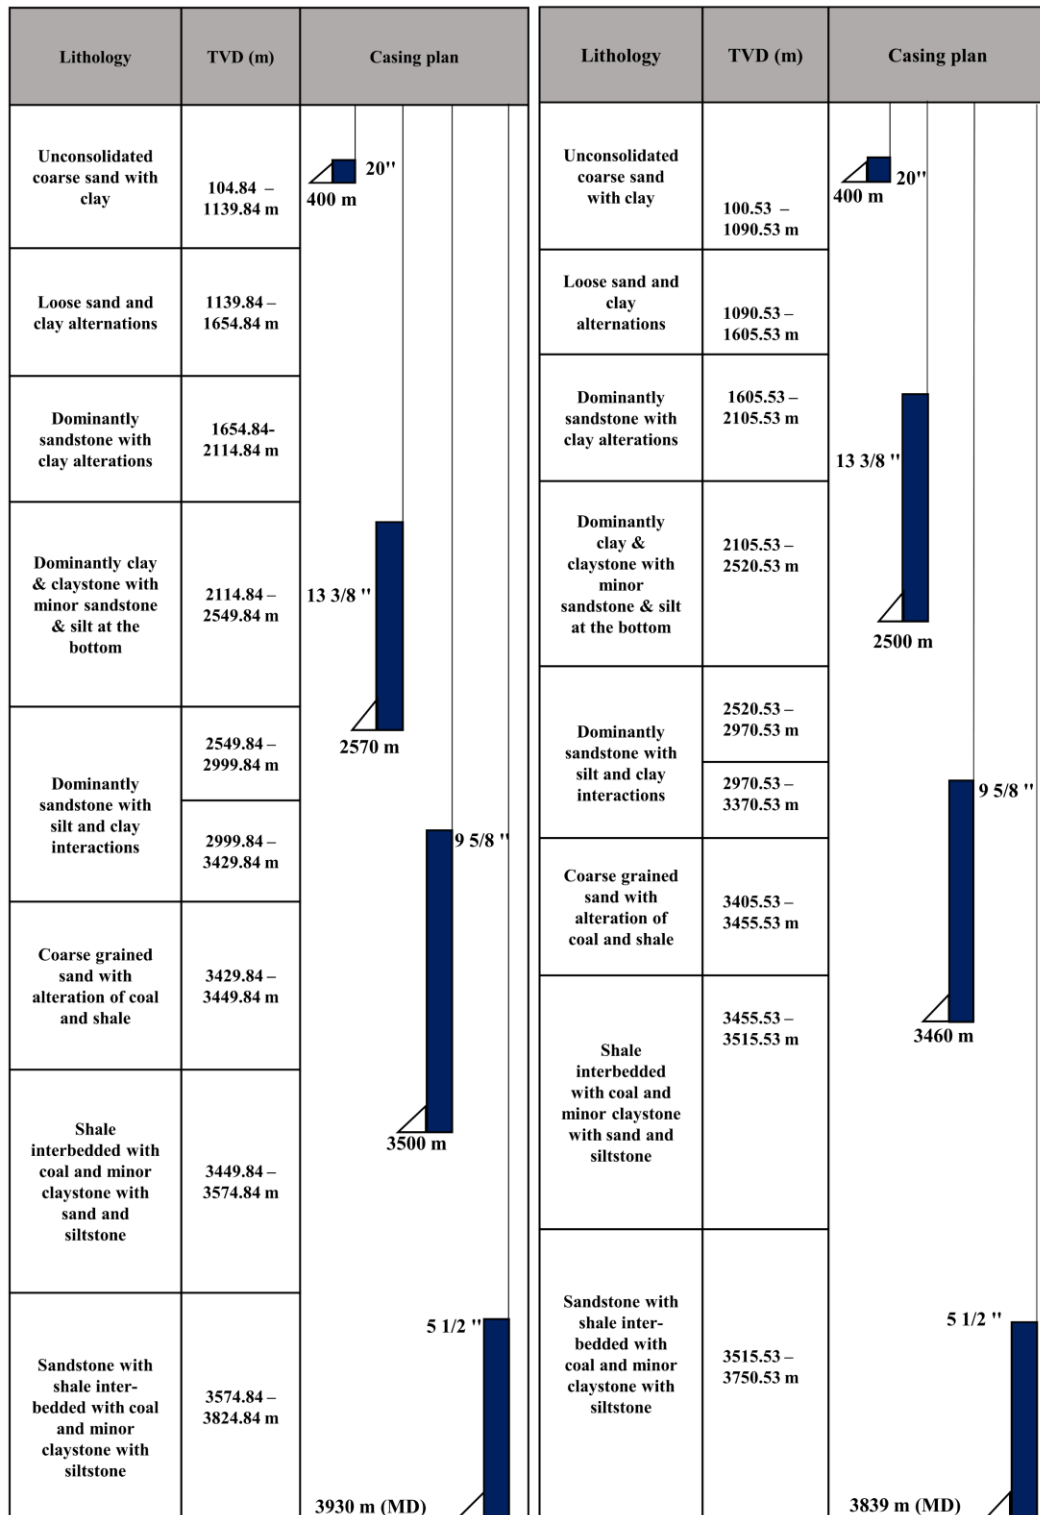 Lithology
TVD (m)
Casing plan
Unconsolidated
coarse sand with
clay
104.84 –
1139.84 m
20''
400 m
Loose sand and
clay alternations
1139.84 –
1654.84 m
Dominantly
sandstone with
clay alterations
1654.84-
2114.84 m
Dominantly clay
& claystone with
minor sandstone
& silt at the
bottom
2114.84 –
2549.84 m
13 3/8 ''
2570 m
Dominantly
sandstone with
silt and clay
interactions
2549.84 –
2999.84 m
2999.84 –
3429.84 m
9 5/8 ''
Coarse grained
sand with
alteration of coal
and shale
3429.84 –
3449.84 m
3500 m
Shale
interbedded with
coal and minor
claystone with
sand and
siltstone
3449.84 –
3574.84 m
Sandstone with
shale inter-
bedded with coal
and minor
claystone with
siltstone
3574.84 –
3824.84 m
5 1/2 ''
3930 m (MD)
Lithology
TVD (m)
Casing plan
Unconsolidated
coarse sand
with clay
100.53 –
1090.53 m
20''
400 m
Loose sand and
clay
alternations
1090.53 –
1605.53 m
Dominantly
sandstone with
clay alterations
1605.53 –
2105.53 m
13 3/8 ''
Dominantly
clay &
claystone with
minor
sandstone & silt
at the bottom
2105.53 –
2520.53 m
2500 m
Dominantly
sandstone with
silt and clay
interactions
2520.53 –
2970.53 m
2970.53 –
3370.53 m
9 5/8 ''
Coarse grained
sand with
alteration of
coal and shale
3405.53 –
3455.53 m
3460 m
Shale
interbedded
with coal and
minor claystone
with sand and
siltstone
3455.53 –
3515.53 m
Sandstone with
shale inter-
bedded with
coal and minor
claystone with
siltstone
3515.53 –
3750.53 m
5 1/2 ''
3839 m (MD)